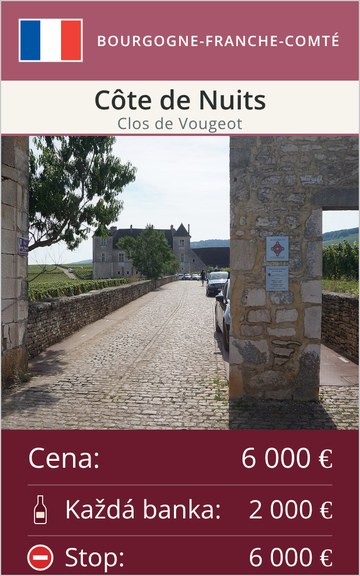 BOURGOGNE-FRANCHE-COMTÉ
Côte de Nuits
Clos de Vougeot
Cena: 6 000 €
Každá banka: 2 000 €
Stop: 6 000 €